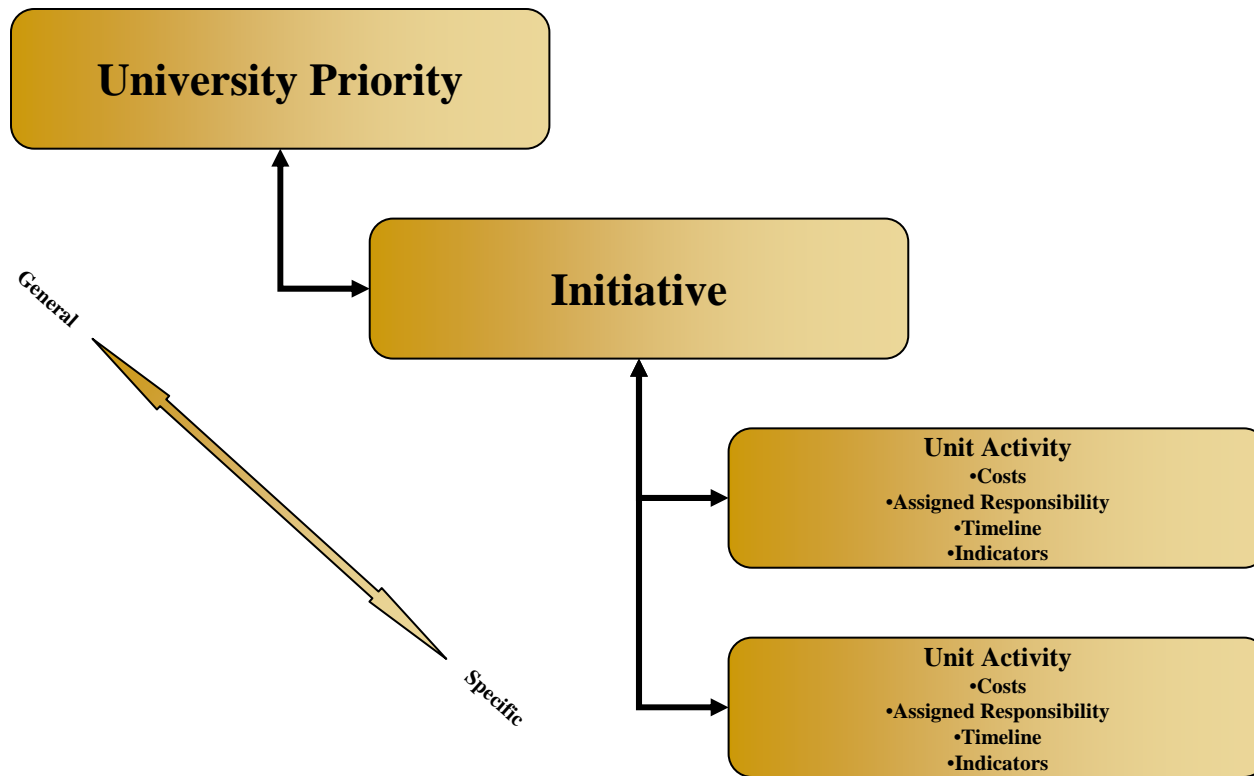 University Priority
Initiative
General
Specific
Unit Activity
•Costs
•Assigned Responsibility
•Timeline
•Indicators
Unit Activity
•Costs
•Assigned Responsibility
•Timeline
•Indicators